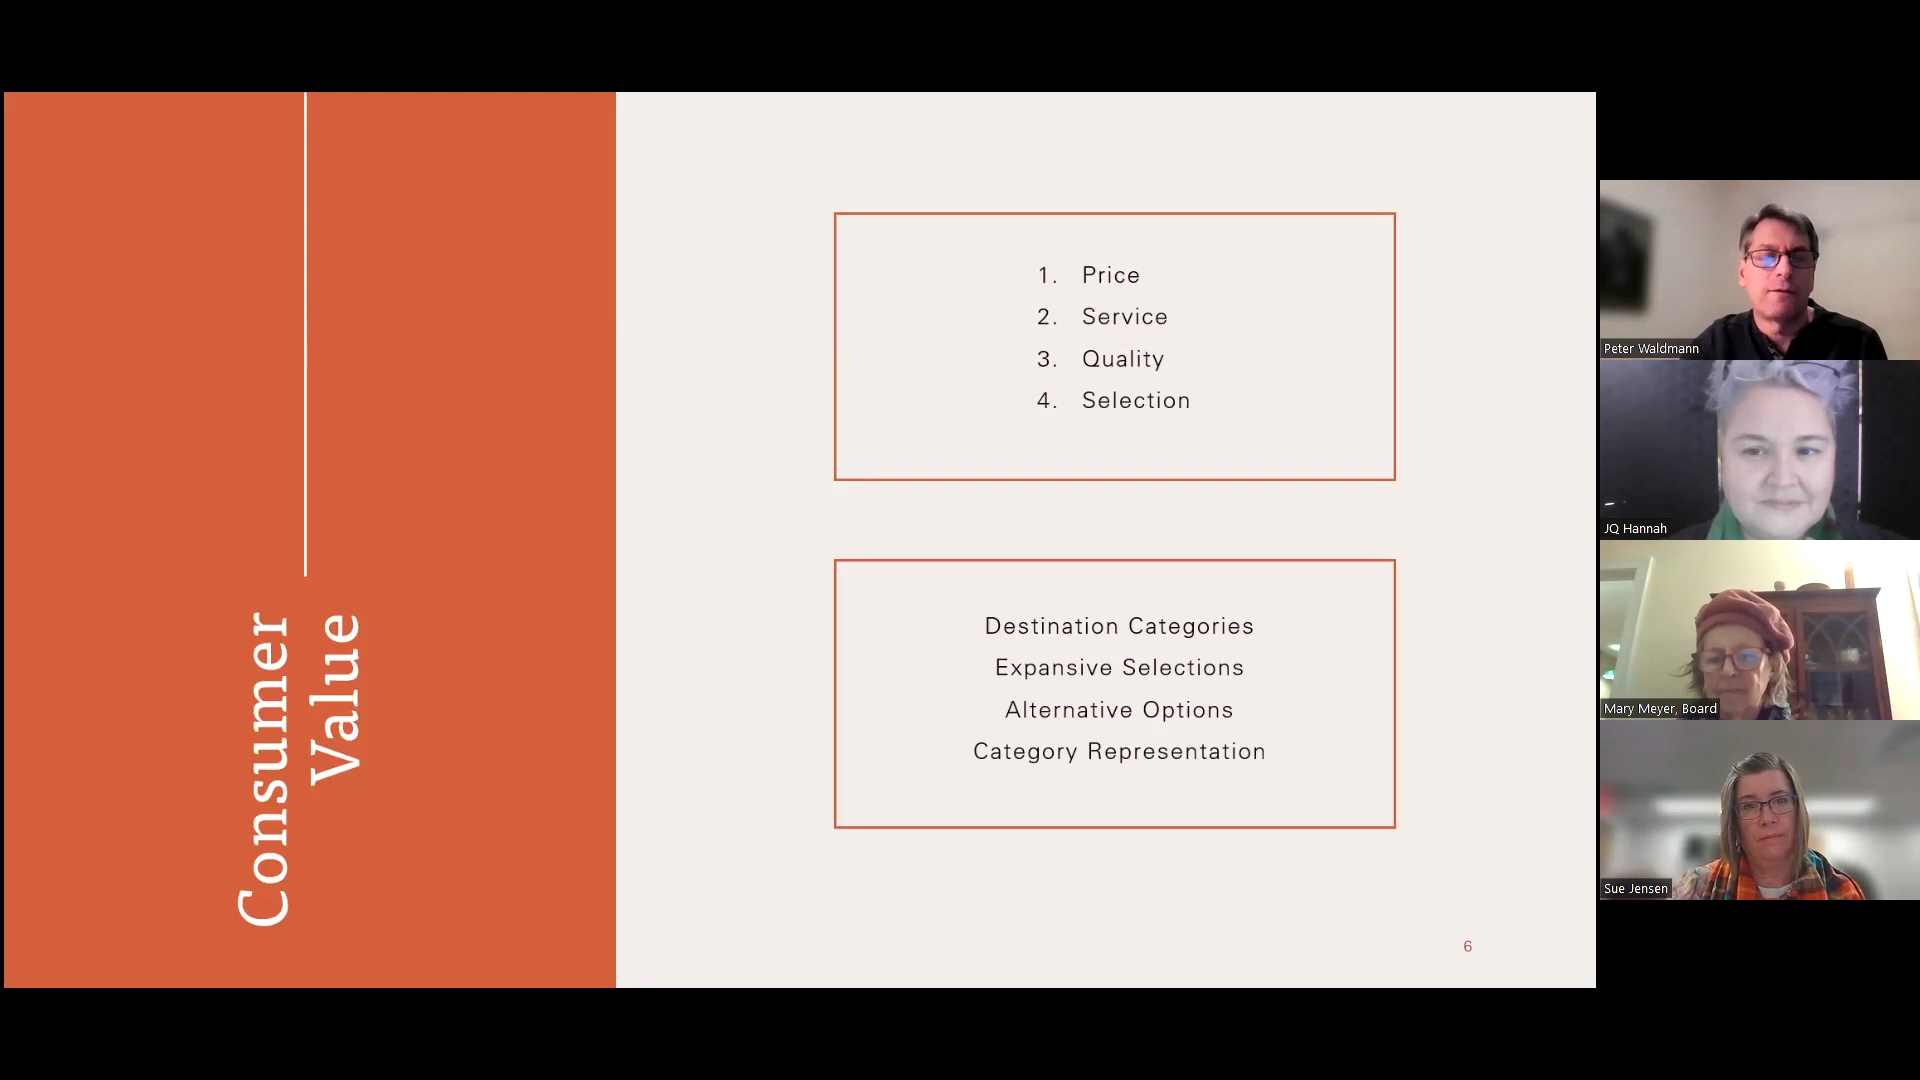 Consumer
Value
1. Price
2. Service
3. Quality
4. Selection
Destination Categories
Expansive Selections
Alternative Options
Category Representation
6
Peter Waldmann
JQ Hannah
Mary Meyer, Board
Sue Jensen